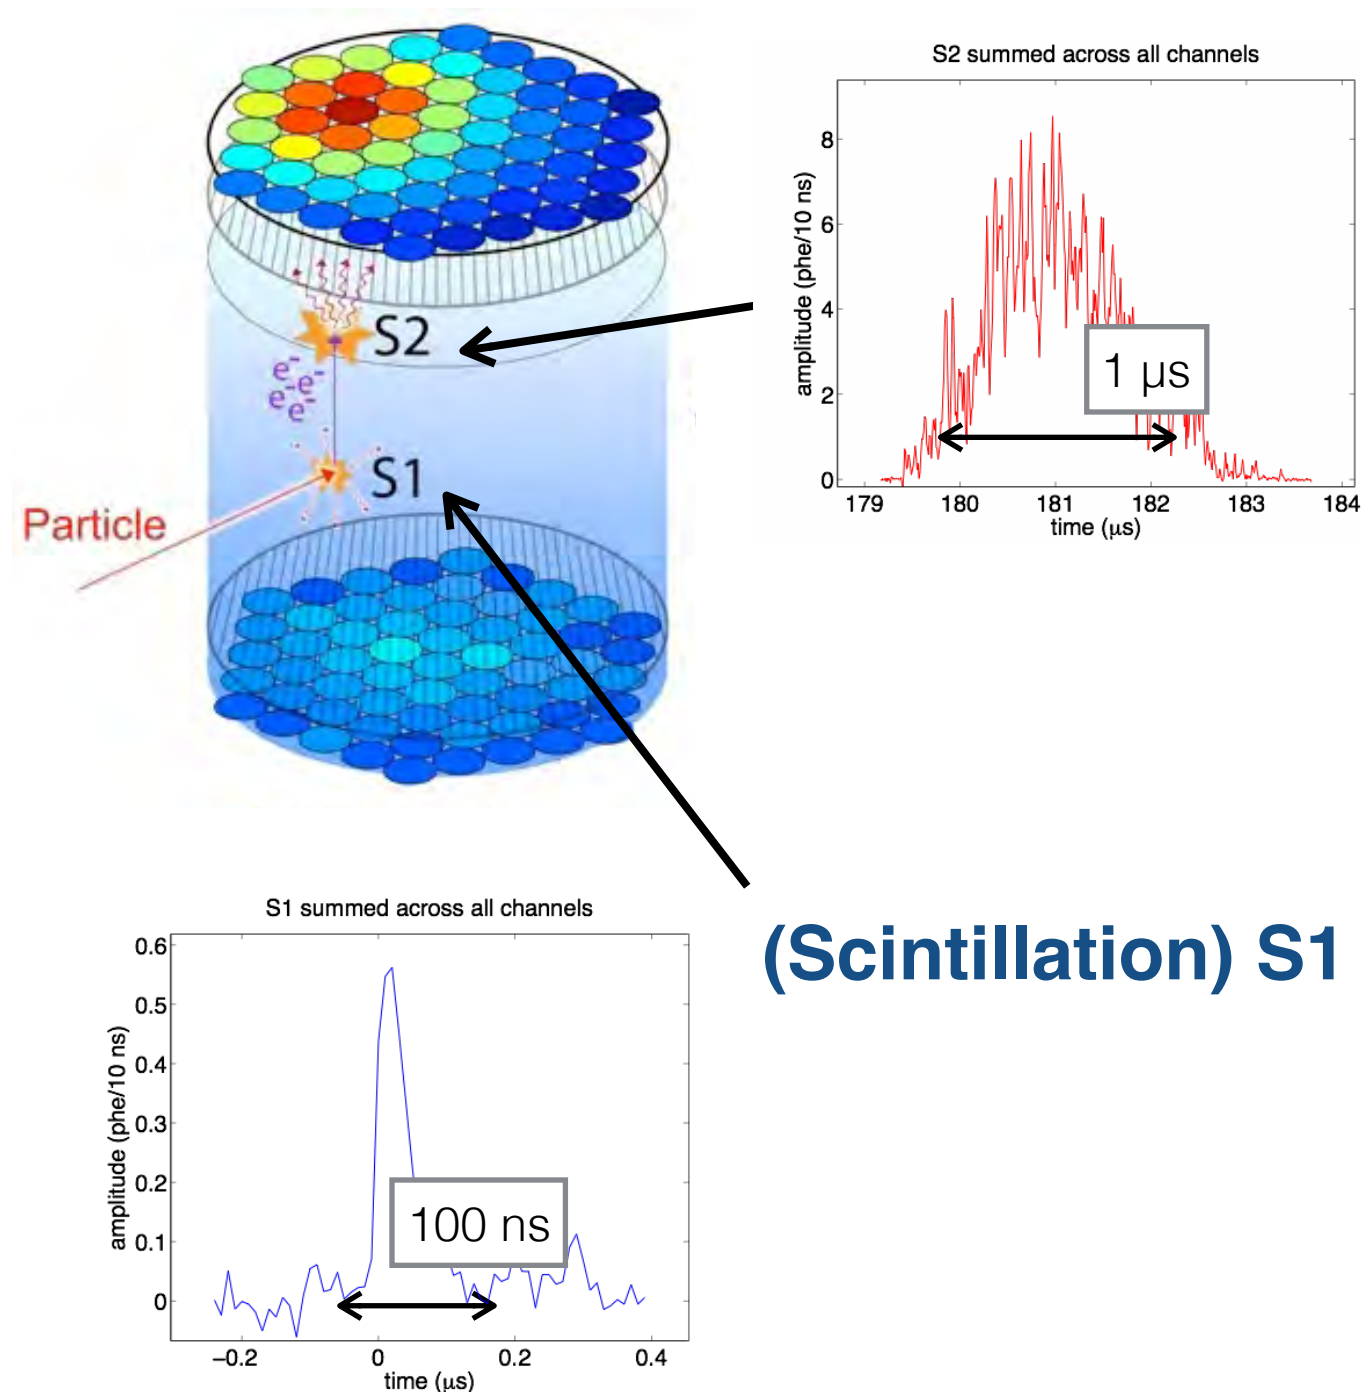 S2 summed across all channels
amplitude (phe/10 ns)
8
6
4
2
0
179 180 181 182 183 184
time (μs)
1 μs
S2
e-
e- e-
e- e-
S1
Particle
(Scintillation) S1
S1 summed across all channels
amplitude (phe/10 ns)
0.6
0.5
0.4
0.3
0.2
0.1
0
−0.2 0 0.2 0.4
time (μs)
100 ns